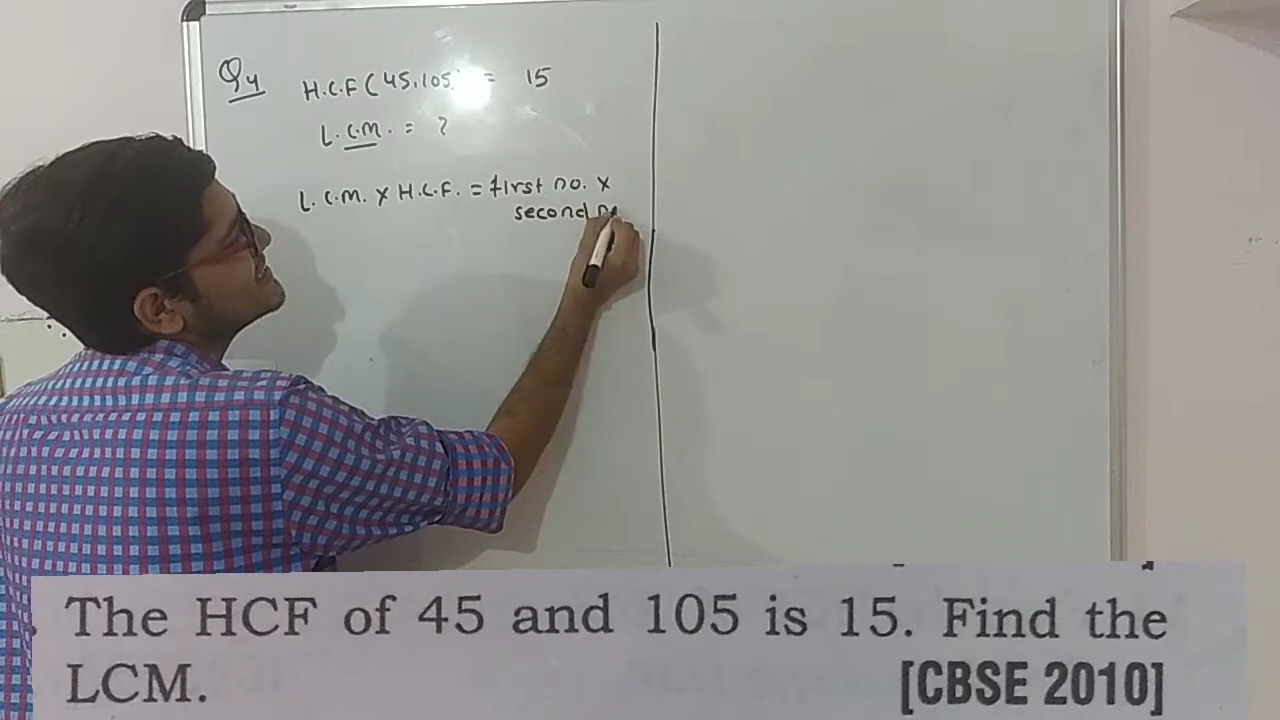 Q4 H.C.F (45,105) = 15
L.C.M. = ?
L.C.M. x H.C.F. = first no. x
second
The HCF of 45 and 105 is 15. Find the
LCM. [CBSE 2010]